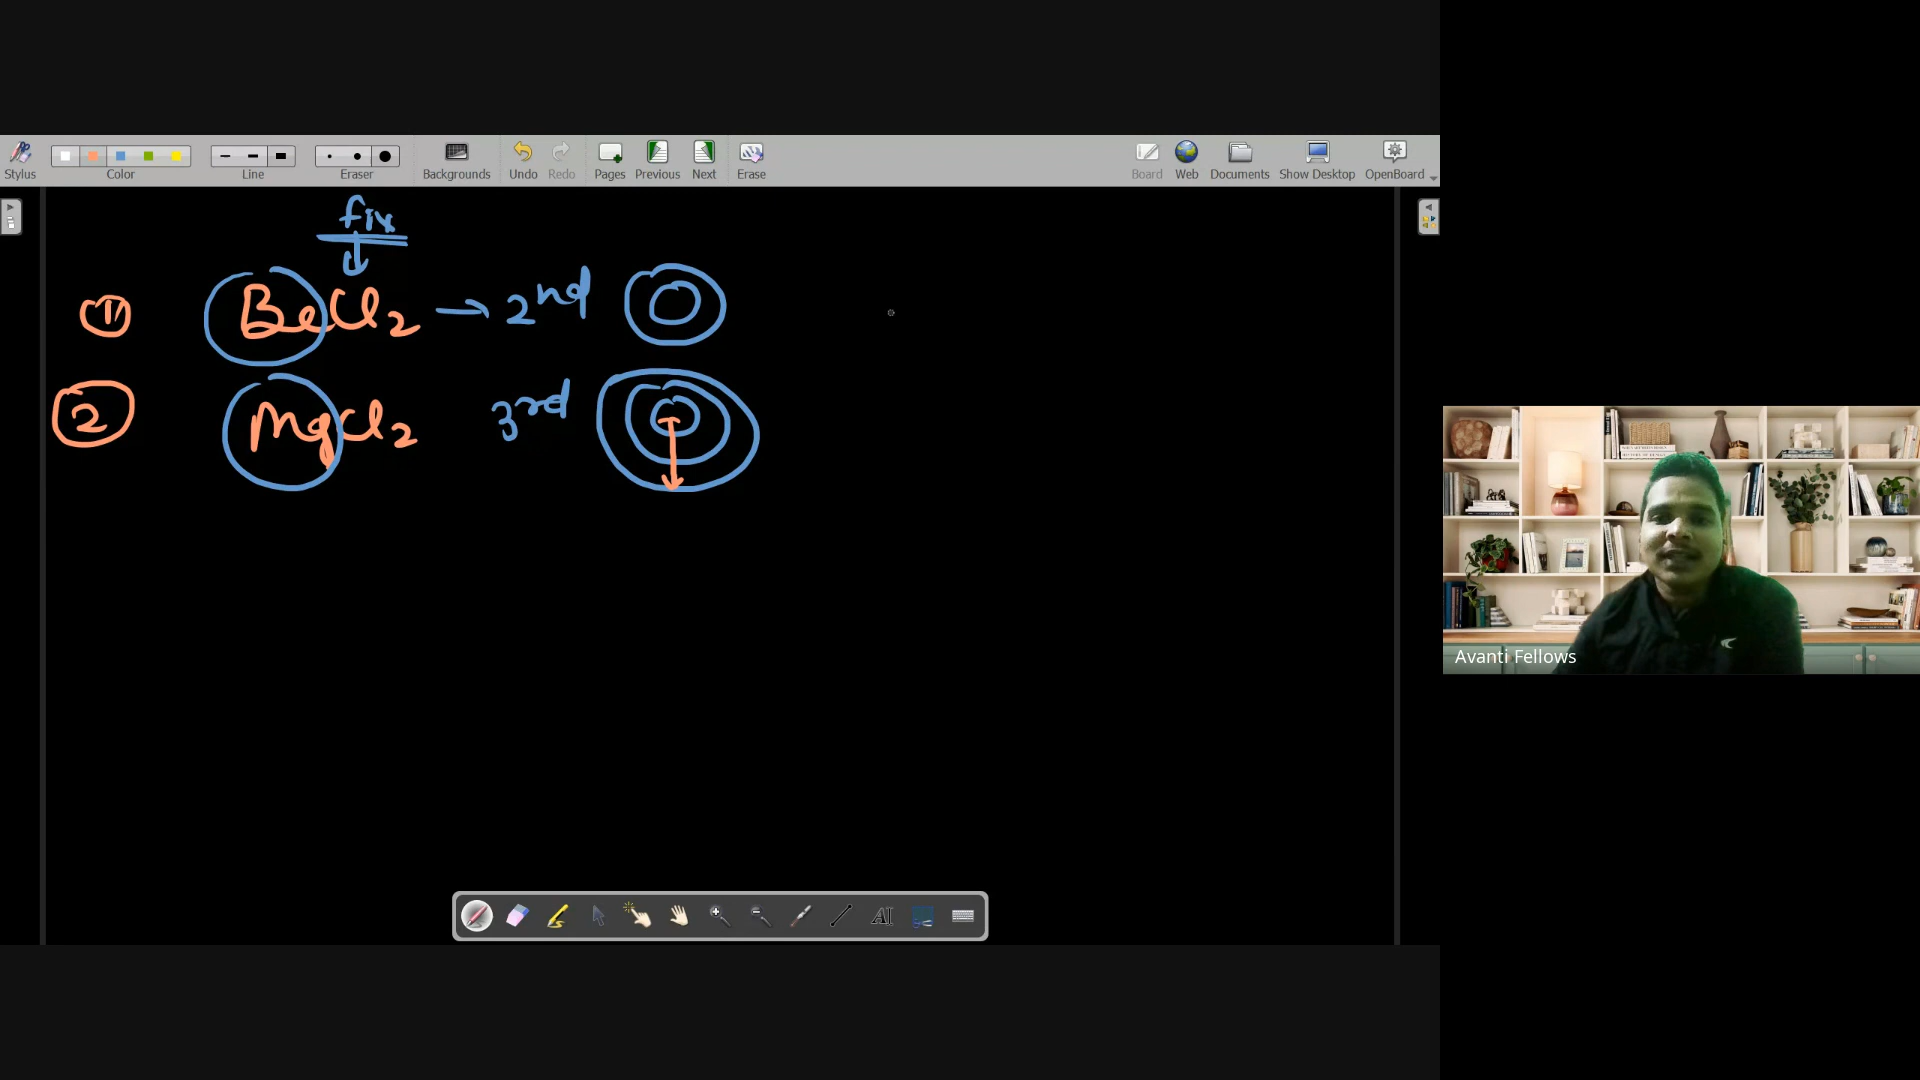 Stylus Color Line Eraser Backgrounds Undo Redo Pages Previous Next Erase Board Web Documents Show Desktop OpenBoard
fix
① BeCl2 → 2nd
② MgCl2 3rd
Avanti Fellows